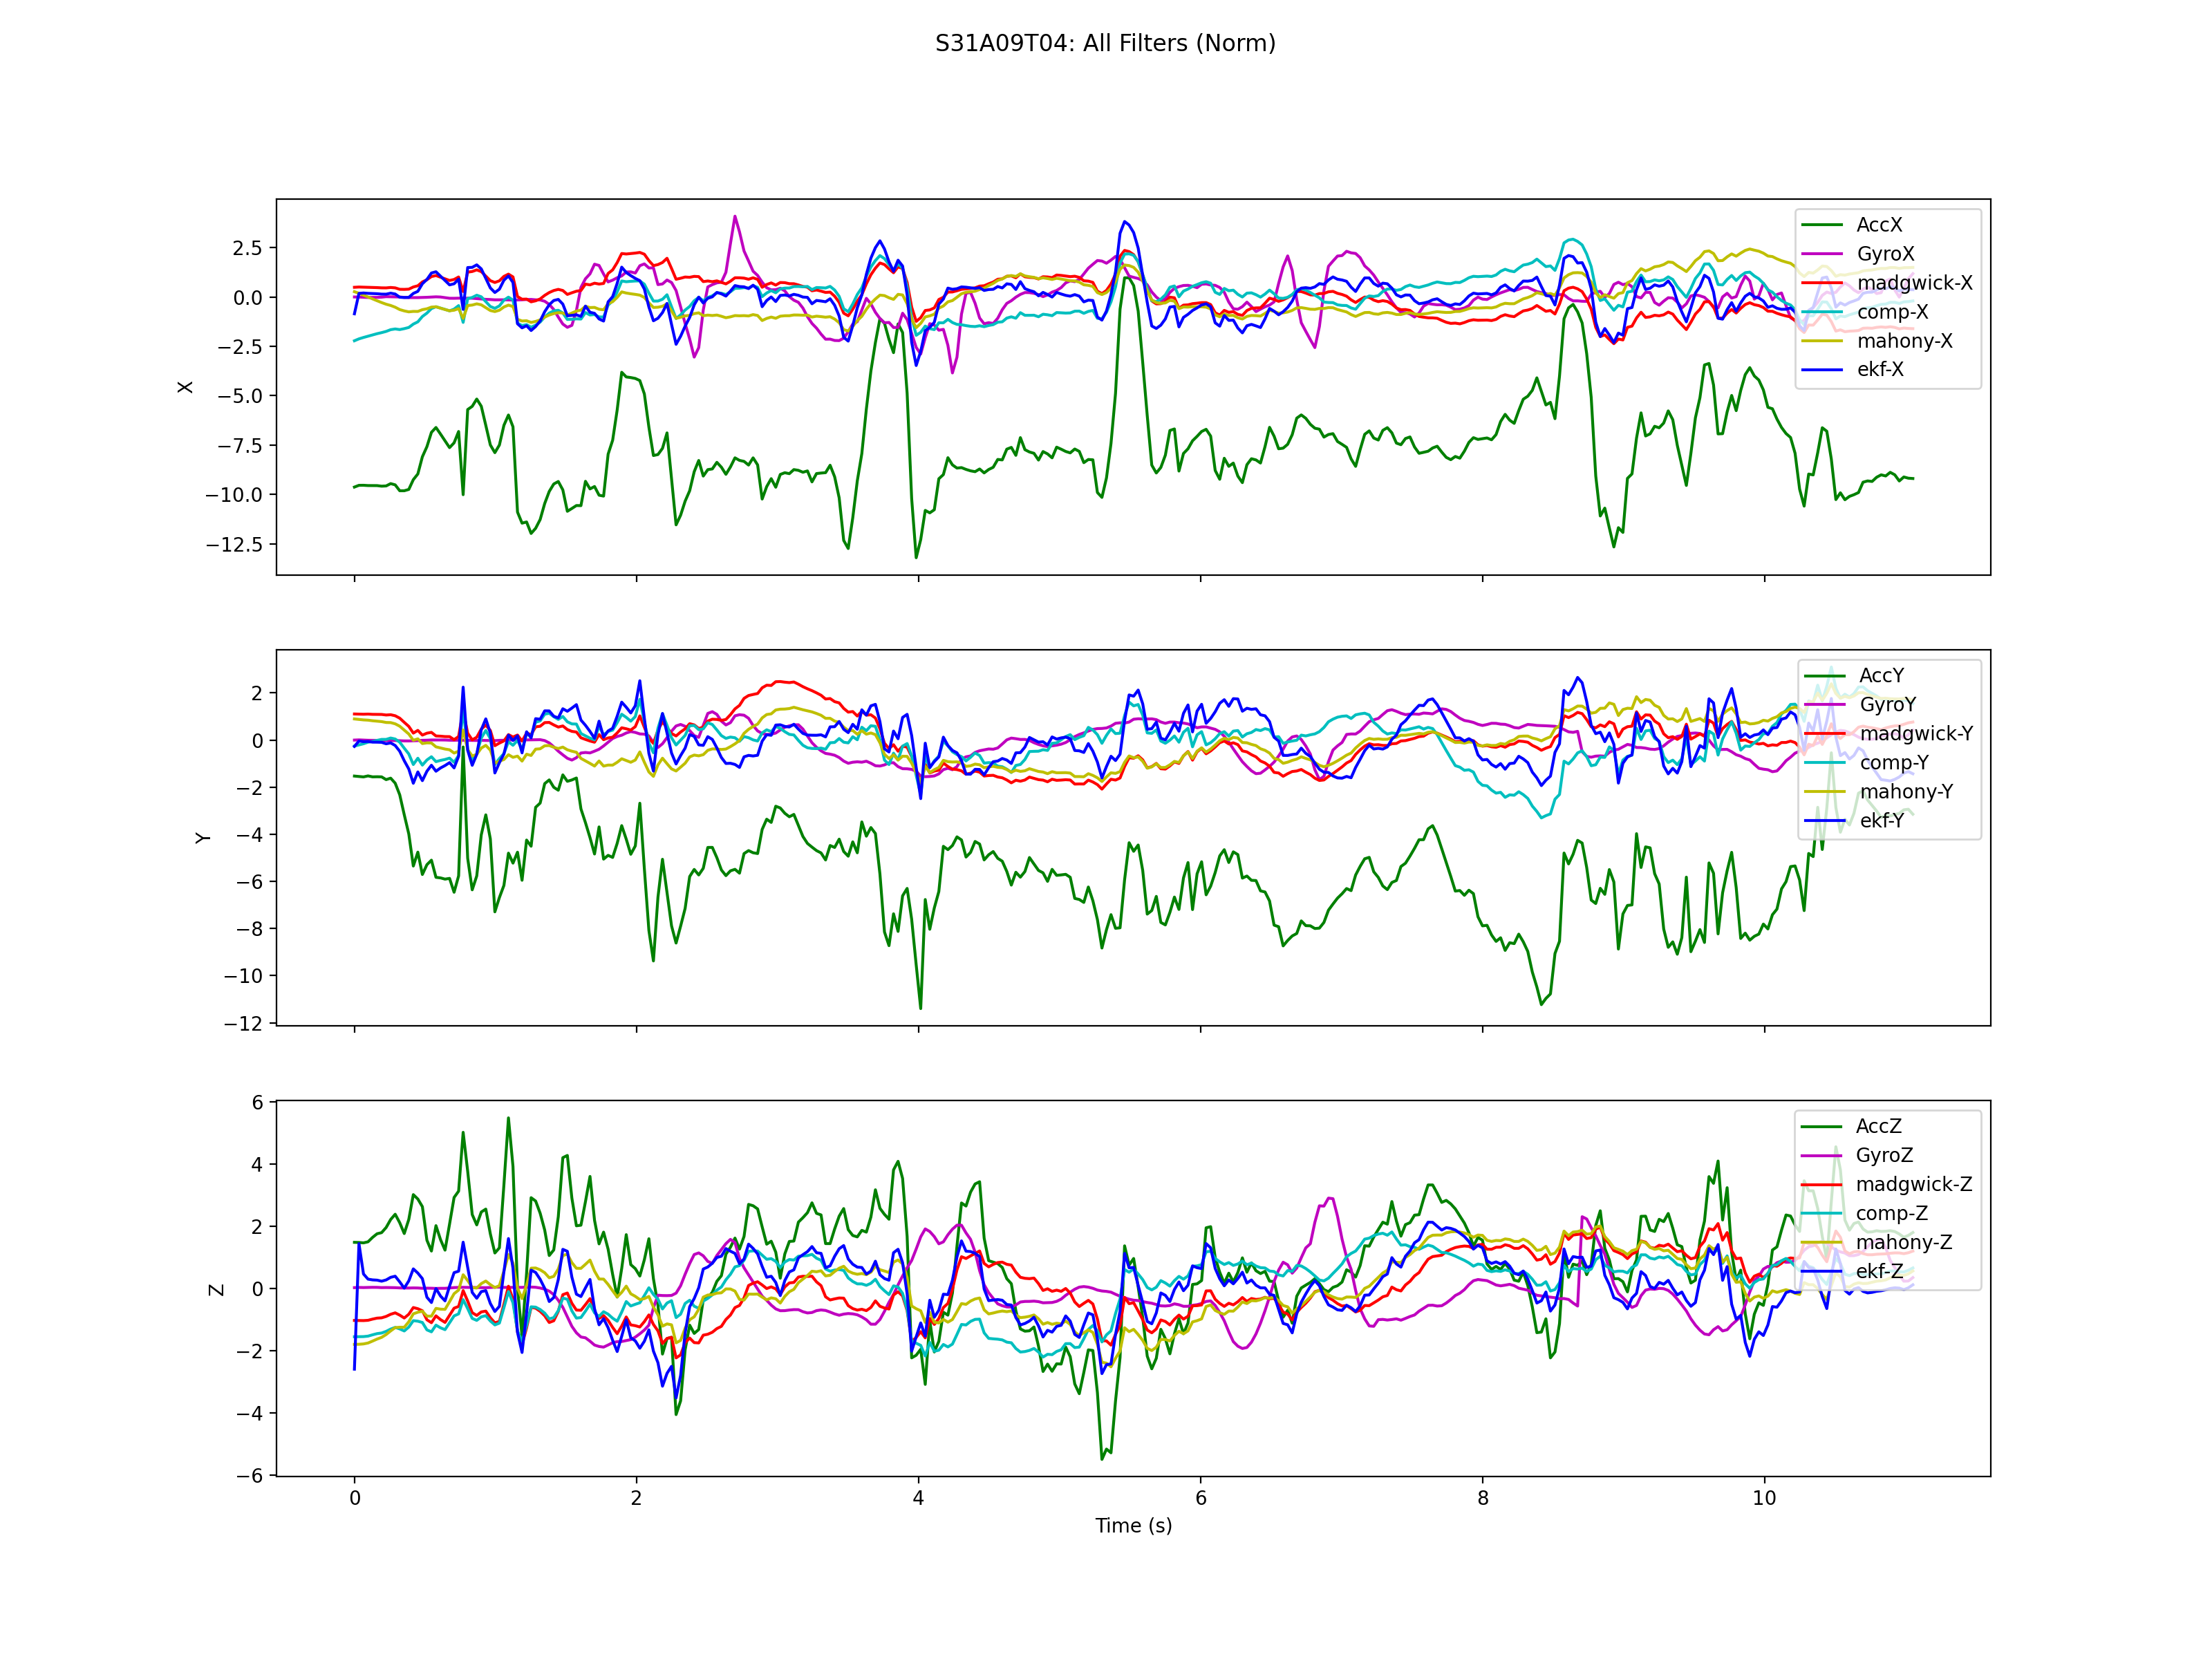 S31A09T04: All Filters (Norm)
2.5
0.0
−2.5
−5.0
−7.5
−10.0
−12.5
X
AccX
GyroX
madgwick-X
comp-X
mahony-X
ekf-X
2
0
−2
−4
−6
−8
−10
−12
Y
AccY
GyroY
madgwick-Y
comp-Y
mahony-Y
ekf-Y
6
4
2
0
−2
−4
−6
Z
AccZ
GyroZ
madgwick-Z
comp-Z
mahony-Z
ekf-Z
0 2 4 6 8 10
Time (s)